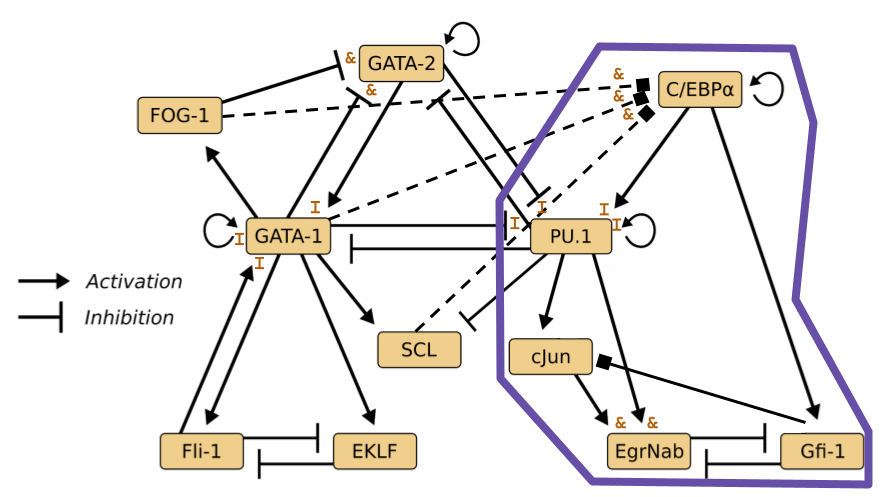 & GATA-2
&
& C/EBPα
&
&
FOG-1
I
I
I
I
I
I GATA-1
I
PU.1
I
Activation
Inhibition
SCL
cJun
& &
Fli-1
EKLF
EgrNab
Gfi-1